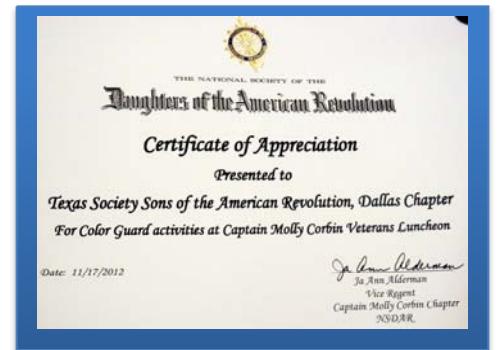 THE NATIONAL SOCIETY OF THE
Daughters of the American Revolution
Certificate of Appreciation
Presented to
Texas Society Sons of the American Revolution, Dallas Chapter
For Color Guard activities at Captain Molly Corbin Veterans Luncheon
Date: 11/17/2012
Ja Ann Alderman
Ja Ann Alderman
Vice Regent
Captain Molly Corbin Chapter
NSDAR